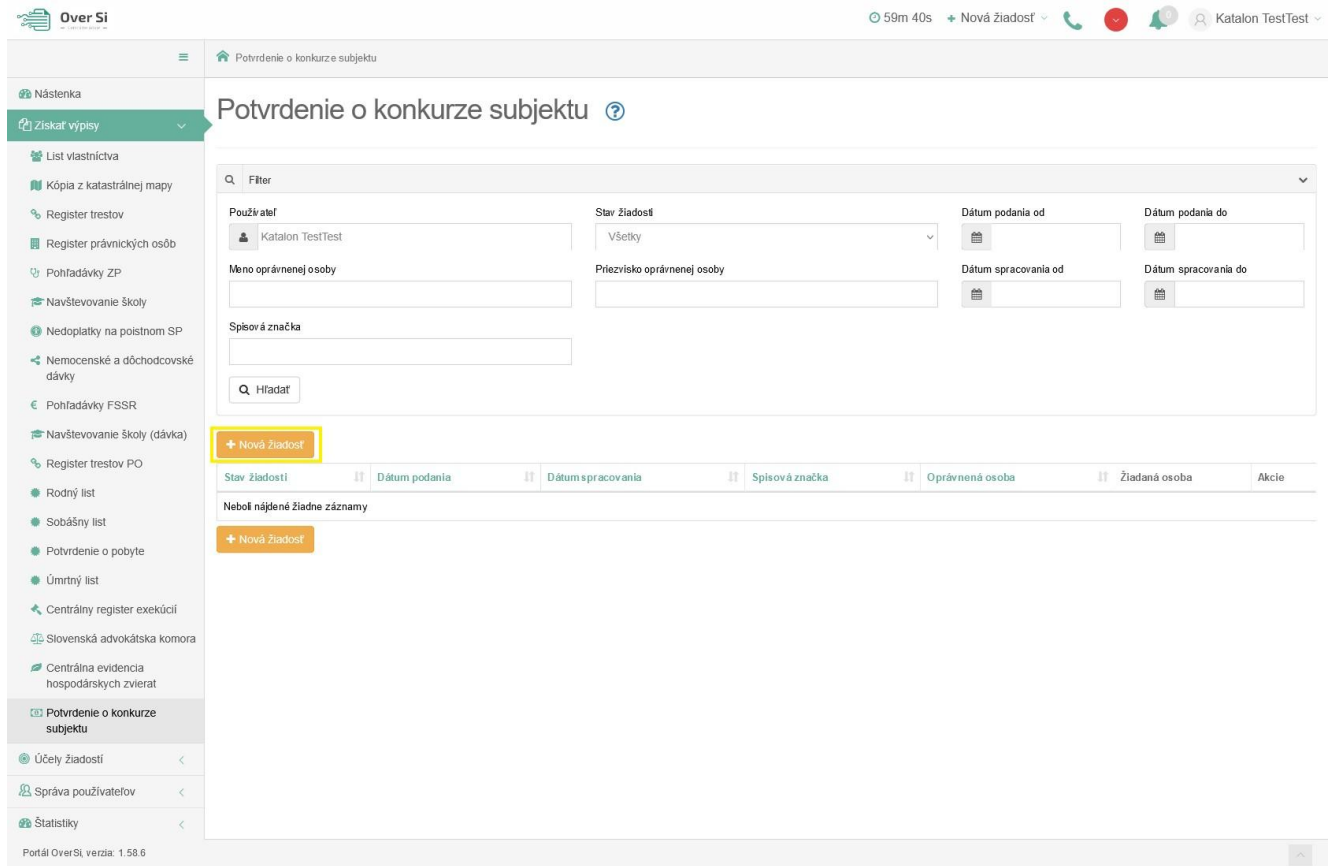 Over Si
59m 40s
+ Nová žiadosť
0
Katalon TestTest
Potvrdenie o konkurze subjektu
Nástenka
Získať výpisy
List vlastníctva
Kópia z katastrálnej mapy
Register trestov
Register právnických osôb
Pohľadávky ZP
Navštevovanie školy
Nedoplatky na poistnom SP
Nemocenské a dôchodcovské
dávky
Pohľadávky FSSR
Navštevovanie školy (dávka)
Register trestov PO
Rodný list
Sobášny list
Potvrdenie o pobyte
Úmrtný list
Centrálny register exekúcií
Slovenská advokátska komora
Centrálna evidencia
hospodárskych zvierat
Potvrdenie o konkurze
subjektu
Účely žiadostí
Správa používateľov
Štatistiky
Portál OverSi, verzia: 1.58.6
Potvrdenie o konkurze subjektu
Filter
Používateľ
Stav žiadosti
Dátum podania od
Dátum podania do
Katalon TestTest
Všetky
Meno oprávnenej osoby
Priezvisko oprávnenej osoby
Dátum spracovania od
Dátum spracovania do
Spisová značka
Hľadať
+ Nová žiadosť
Stav žiadosti Dátum podania Dátum spracovania Spisová značka Oprávnená osoba Žiadaná osoba Akcie
Neboli nájdené žiadne záznamy
+ Nová žiadosť